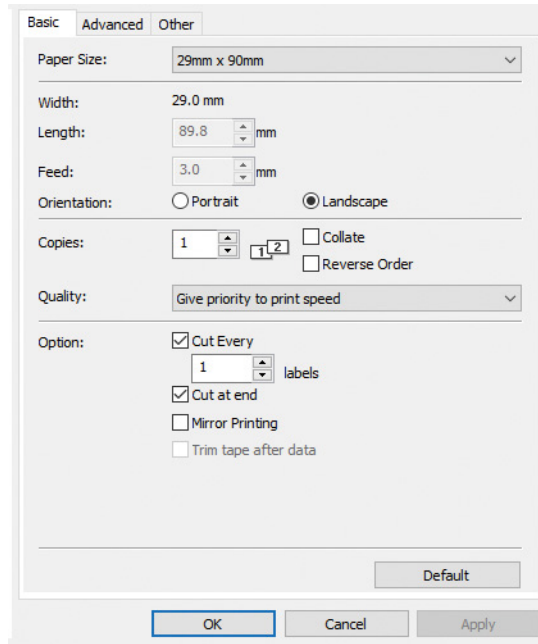 Basic Advanced Other
Paper Size: 29mm x 90mm
Width: 29.0 mm
Length: 89.8 mm
Feed: 3.0 mm
Orientation: Portrait Landscape
Copies: 1 1 2 Collate
Reverse Order
Quality: Give priority to print speed
Option: Cut Every
1 labels
Cut at end
Mirror Printing
Trim tape after data
Default
OK Cancel Apply